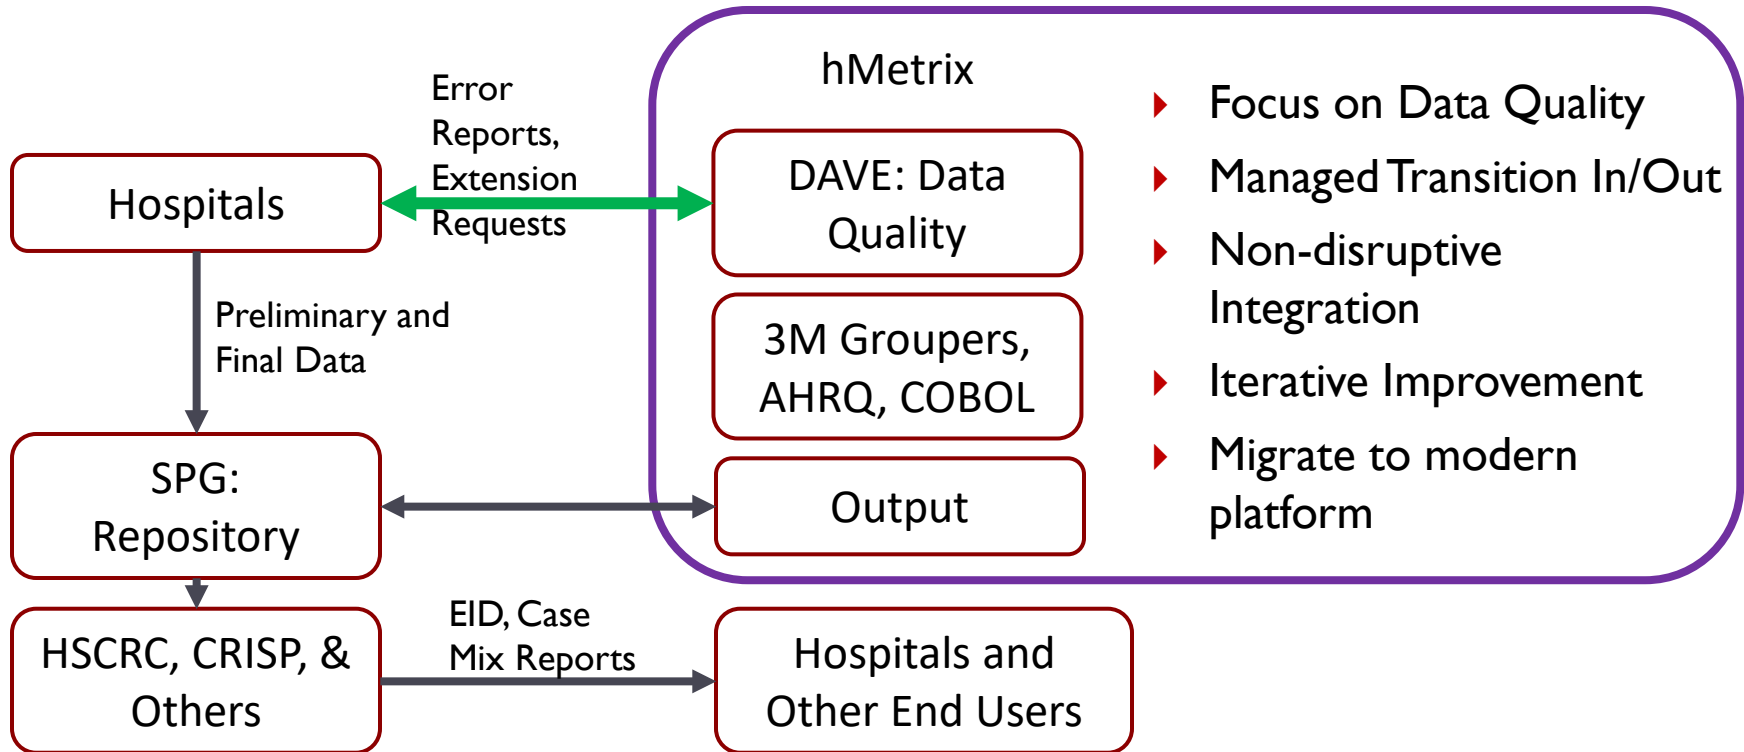 hMetrix
Error
Reports,
Extension
Requests
Hospitals
DAVE: Data
Quality
Preliminary and
Final Data
3M Groupers,
AHRQ, COBOL
SPG:
Repository
Output
HSCRC, CRISP, &
Others
EID, Case
Mix Reports
Hospitals and
Other End Users
Focus on Data Quality
Managed Transition In/Out
Non-disruptive
Integration
Iterative Improvement
Migrate to modern
platform